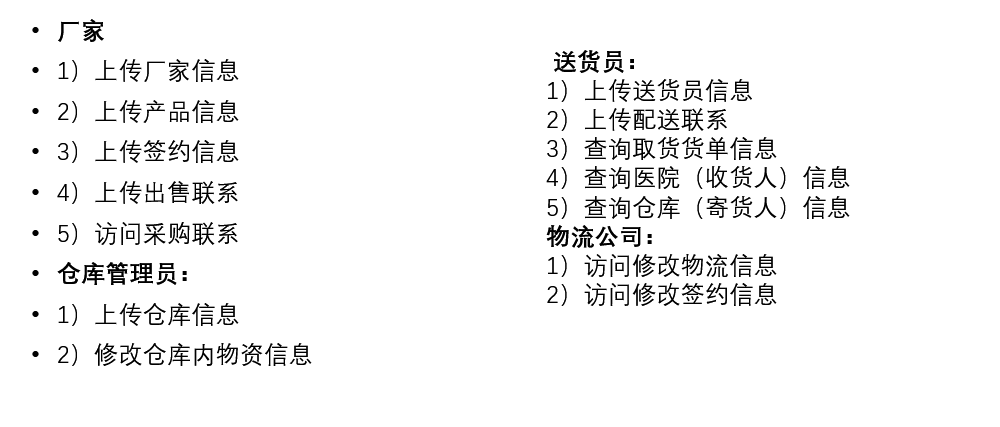 • 厂家
• 1）上传厂家信息
• 2）上传产品信息
• 3）上传签约信息
• 4）上传出售联系
• 5）访问采购联系
• 仓库管理员：
• 1）上传仓库信息
• 2）修改仓库内物资信息
送货员：
1）上传送货员信息
2）上传配送联系
3）查询取货货单信息
4）查询医院（收货人）信息
5）查询仓库（寄货人）信息
物流公司：
1）访问修改物流信息
2）访问修改签约信息